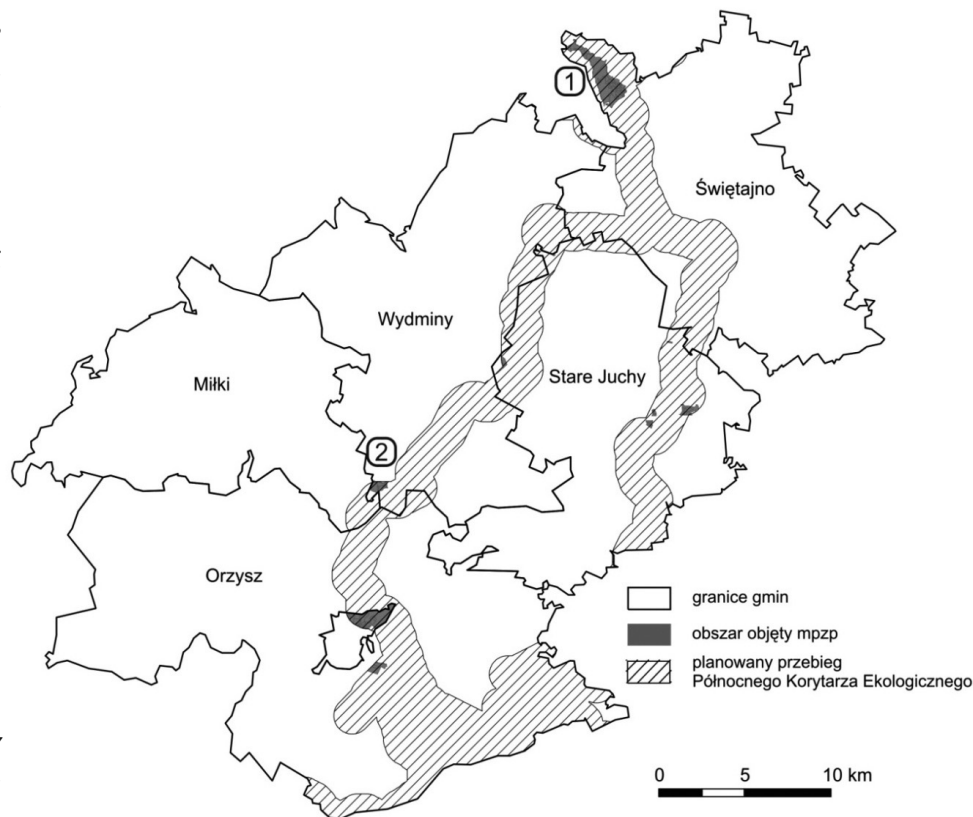 1
Świętajno
Wydminy
Miłki
Stare Juchy
2
Orzysz
granice gmin
obszar objęty mpzp
planowany przebieg
Północnego Korytarza Ekologicznego
0 5 10 km